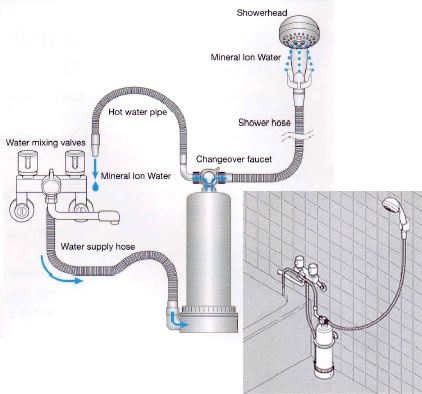 Showerhead
Mineral Ion Water
Hot water pipe
Shower hose
Water mixing valves
Changeover faucet
Mineral Ion Water
Water supply hose